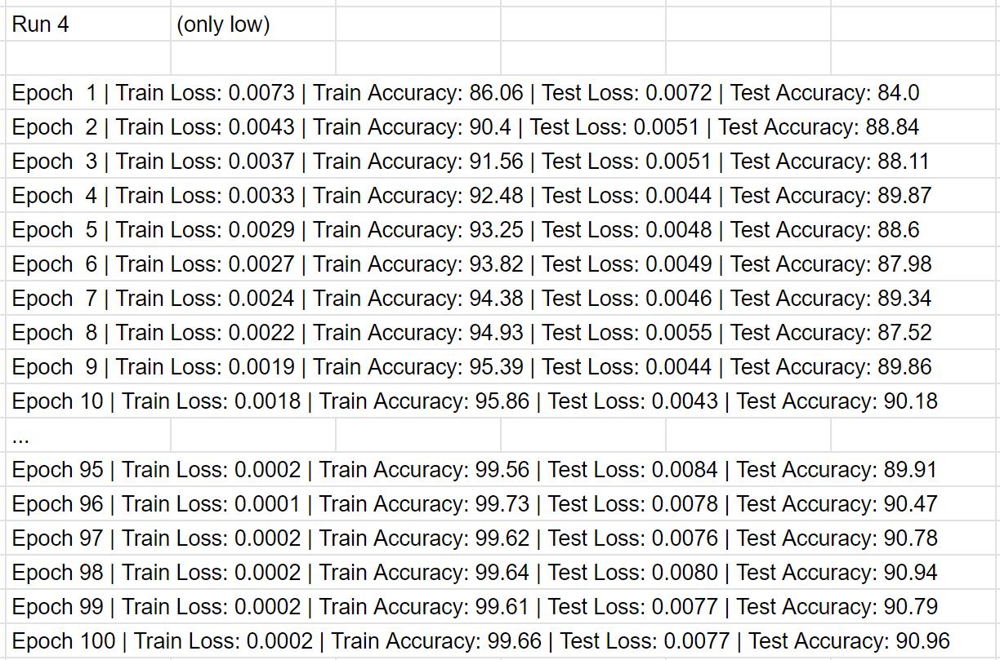 Run 4 (only low)
Epoch  1 | Train Loss: 0.0073 | Train Accuracy: 86.06 | Test Loss: 0.0072 | Test Accuracy: 84.0
Epoch  2 | Train Loss: 0.0043 | Train Accuracy: 90.4 | Test Loss: 0.0051 | Test Accuracy: 88.84
Epoch  3 | Train Loss: 0.0037 | Train Accuracy: 91.56 | Test Loss: 0.0051 | Test Accuracy: 88.11
Epoch  4 | Train Loss: 0.0033 | Train Accuracy: 92.48 | Test Loss: 0.0044 | Test Accuracy: 89.87
Epoch  5 | Train Loss: 0.0029 | Train Accuracy: 93.25 | Test Loss: 0.0048 | Test Accuracy: 88.6
Epoch  6 | Train Loss: 0.0027 | Train Accuracy: 93.82 | Test Loss: 0.0049 | Test Accuracy: 87.98
Epoch  7 | Train Loss: 0.0024 | Train Accuracy: 94.38 | Test Loss: 0.0046 | Test Accuracy: 89.34
Epoch  8 | Train Loss: 0.0022 | Train Accuracy: 94.93 | Test Loss: 0.0055 | Test Accuracy: 87.52
Epoch  9 | Train Loss: 0.0019 | Train Accuracy: 95.39 | Test Loss: 0.0044 | Test Accuracy: 89.86
Epoch 10 | Train Loss: 0.0018 | Train Accuracy: 95.86 | Test Loss: 0.0043 | Test Accuracy: 90.18
...
Epoch 95 | Train Loss: 0.0002 | Train Accuracy: 99.56 | Test Loss: 0.0084 | Test Accuracy: 89.91
Epoch 96 | Train Loss: 0.0001 | Train Accuracy: 99.73 | Test Loss: 0.0078 | Test Accuracy: 90.47
Epoch 97 | Train Loss: 0.0002 | Train Accuracy: 99.62 | Test Loss: 0.0076 | Test Accuracy: 90.78
Epoch 98 | Train Loss: 0.0002 | Train Accuracy: 99.64 | Test Loss: 0.0080 | Test Accuracy: 90.94
Epoch 99 | Train Loss: 0.0002 | Train Accuracy: 99.61 | Test Loss: 0.0077 | Test Accuracy: 90.79
Epoch 100 | Train Loss: 0.0002 | Train Accuracy: 99.66 | Test Loss: 0.0077 | Test Accuracy: 90.96